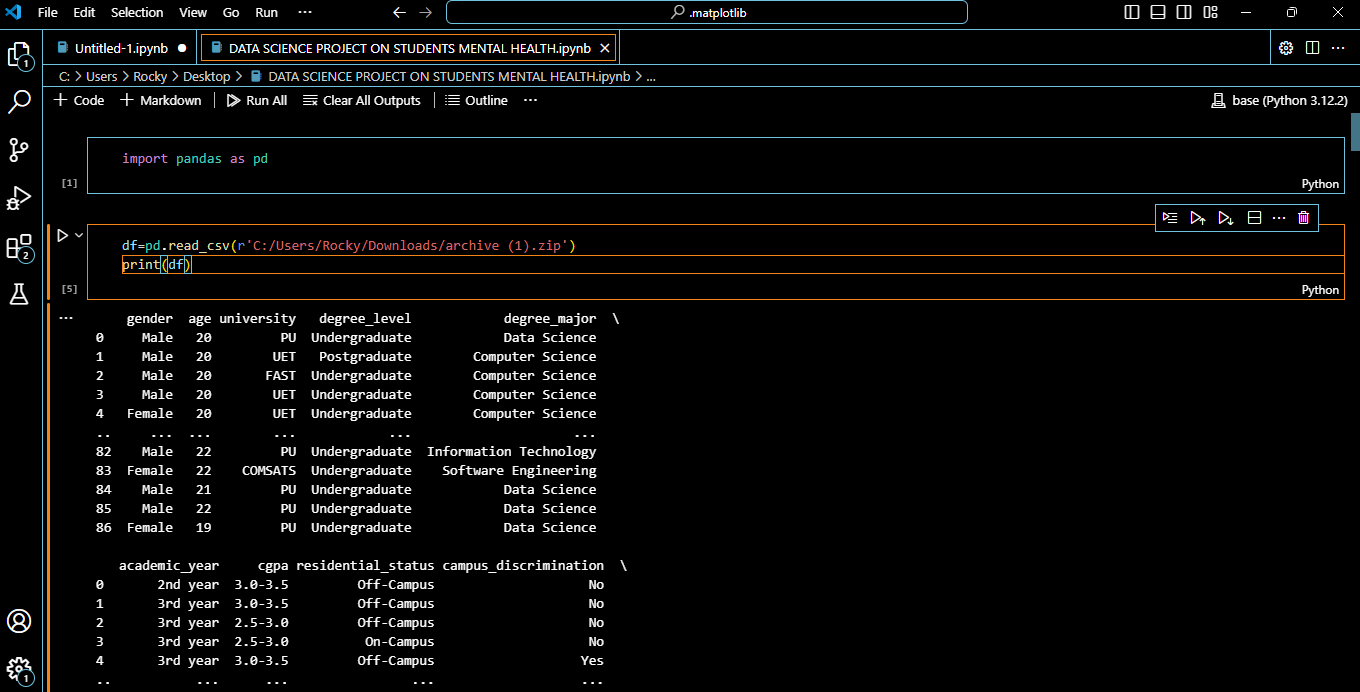 File Edit Selection View Go Run ··· ← → .matplotlib
Untitled-1.ipynb ● DATA SCIENCE PROJECT ON STUDENTS MENTAL HEALTH.ipynb ×
1
C: > Users > Rocky > Desktop > DATA SCIENCE PROJECT ON STUDENTS MENTAL HEALTH.ipynb > ...
+ Code + Markdown | Run All Clear All Outputs | Outline ··· base (Python 3.12.2)
import pandas as pd
[1] Python
df=pd.read_csv(r'C:/Users/Rocky/Downloads/archive (1).zip')
2
print(df)
[5] Python
... gender age university degree_level degree_major \
0 Male 20 PU Undergraduate Data Science
1 Male 20 UET Postgraduate Computer Science
2 Male 20 FAST Undergraduate Computer Science
3 Male 20 UET Undergraduate Computer Science
4 Female 20 UET Undergraduate Computer Science
.. ... ... ... ... ...
82 Male 22 PU Undergraduate Information Technology
83 Female 22 COMSATS Undergraduate Software Engineering
84 Male 21 PU Undergraduate Data Science
85 Male 22 PU Undergraduate Data Science
86 Female 19 PU Undergraduate Data Science
academic_year cgpa residential_status campus_discrimination \
0 2nd year 3.0-3.5 Off-Campus No
1 3rd year 3.0-3.5 Off-Campus No
2 3rd year 2.5-3.0 Off-Campus No
3 3rd year 2.5-3.0 On-Campus No
4 3rd year 3.0-3.5 Off-Campus Yes
1
.. ... ... ... ...